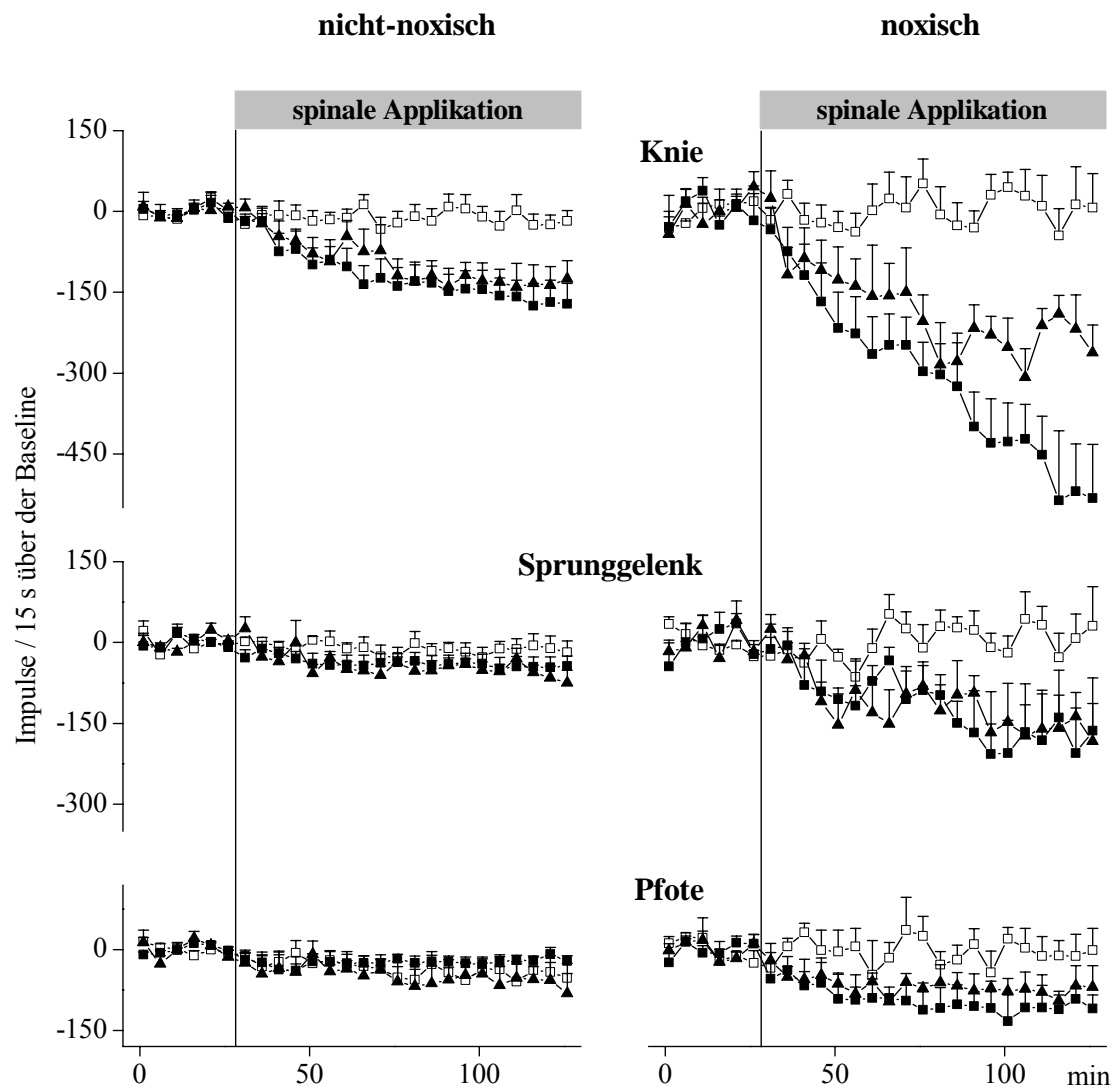 nicht-noxisch noxisch
spinale Applikation spinale Applikation
Impulse / 15 s über der Baseline
Knie
150
0
-150
-300
-450
Sprunggelenk
150
0
-150
-300
Pfote
0
-150
0 50 100 0 50 100 min